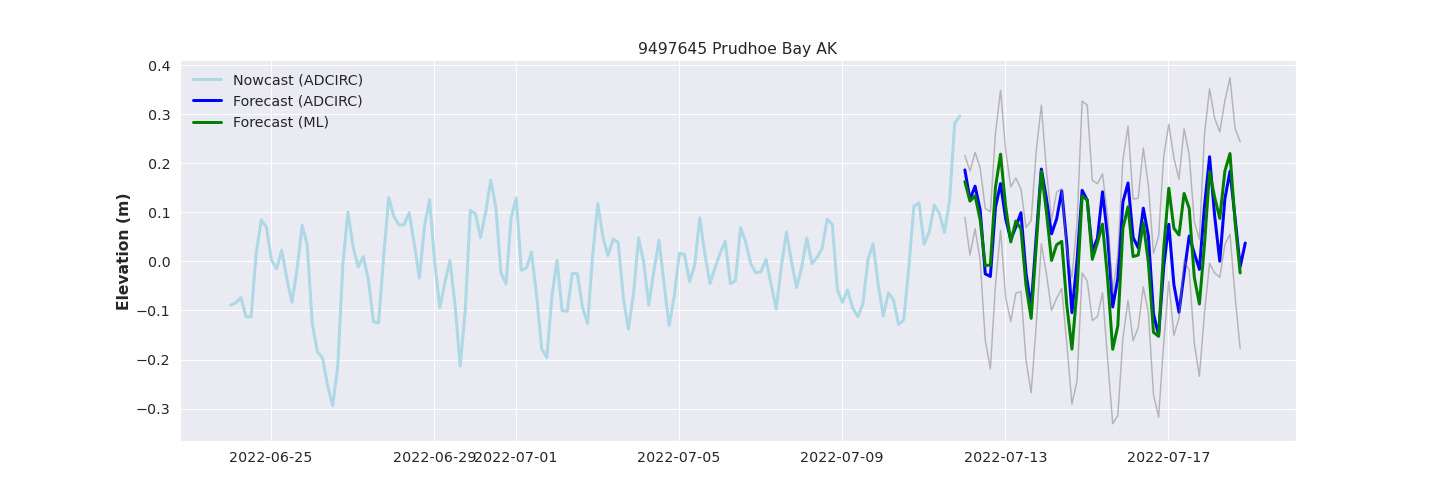 9497645 Prudhoe Bay AK
Nowcast (ADCIRC)
Forecast (ADCIRC)
Forecast (ML)
Elevation (m)
0.4
0.3
0.2
0.1
0.0
−0.1
−0.2
−0.3
2022-06-25 2022-06-29 2022-07-01 2022-07-05 2022-07-09 2022-07-13 2022-07-17